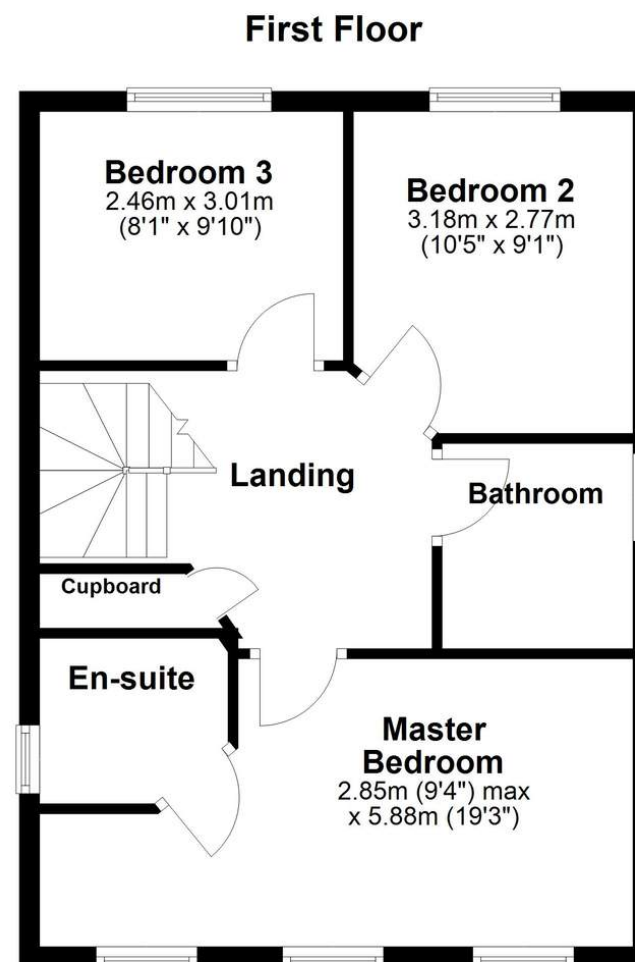 First Floor
Bedroom 3
2.46m x 3.01m
(8'1" x 9'10")
Bedroom 2
3.18m x 2.77m
(10'5" x 9'1")
Landing
Bathroom
Cupboard
En-suite
Master
Bedroom
2.85m (9'4") max
x 5.88m (19'3")